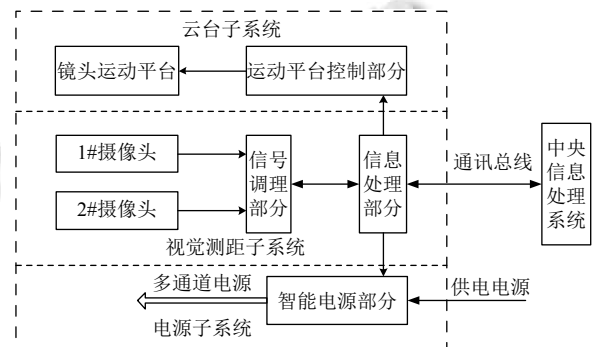 云台子系统
镜头运动平台
运动平台控制部分
1#摄像头
2#摄像头
信号
调理
部分
信息
处理
部分
通讯总线
中央
信息
处理
系统
视觉测距子系统
多通道电源
智能电源部分
供电电源
电源子系统